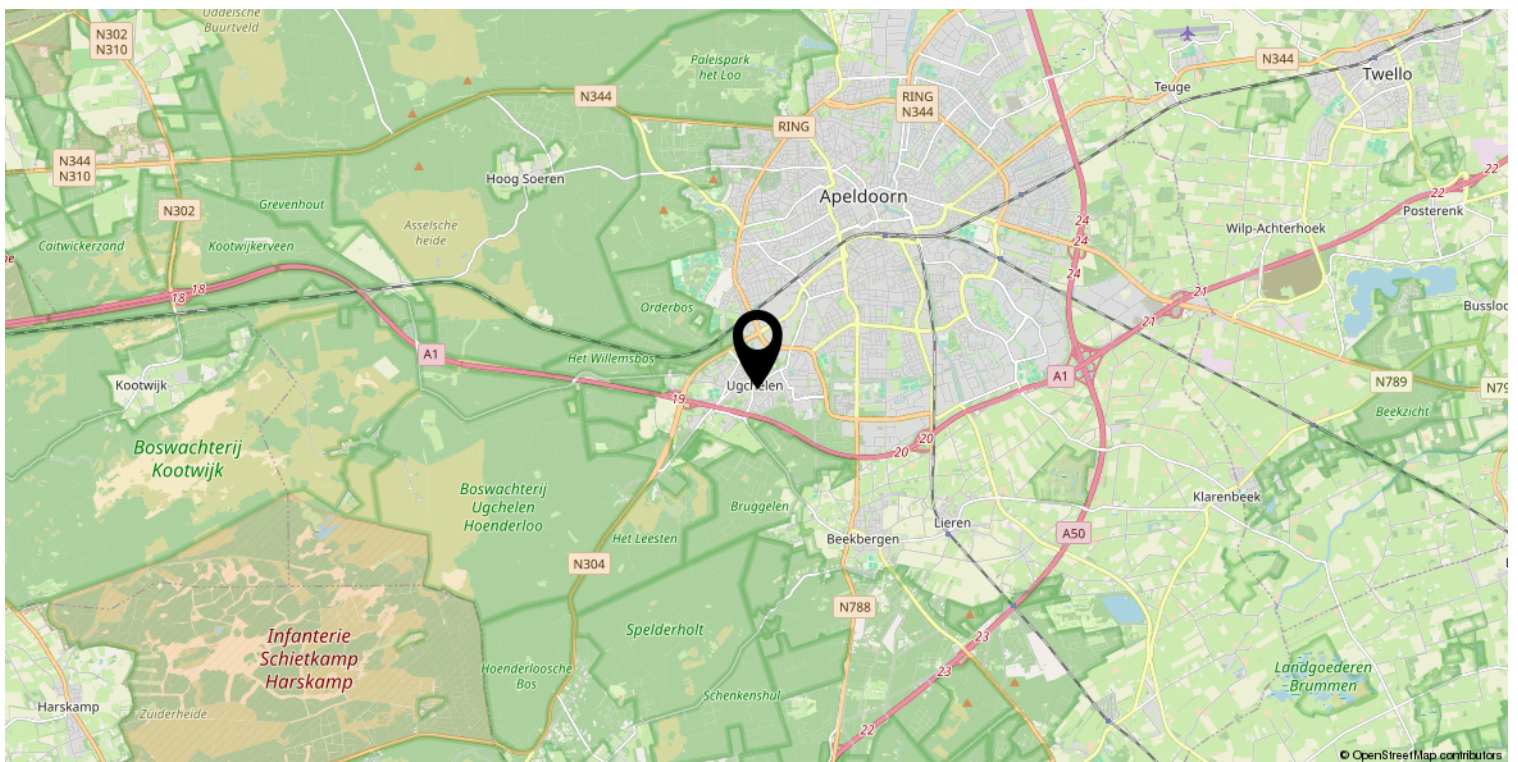 Uddelsche
Buurtveld
N302
N310
Paleispark
het Loo
N344
RING
N344
RING
N344
Teuge
Twello
N344
N310
Hoog Soeren
Apeldoorn
22
22
Posterenk
N302
Grevenhout
Asselsche
heide
Caitwickerzand
Kootwijkerveen
24
24
24
Wilp-Achterhoek
18
18
Orderbos
21
21
A1
Het Willemsbos
Kootwijk
Ugchelen
19
A1
N789
Beekzicht
Boswachterij
Kootwijk
20
20
Boswachterij
Ugchelen
Hoenderloo
Bruggelen
Klarenbeek
Lieren
Het Leesten
Beekbergen
A50
N304
N788
Infanterie
Schietkamp
Harskamp
Spelderholt
23
23
Hoenderloosche
Bos
Schenkenshul
Landgoederen
Brummen
Harskamp
Zuiderheide
22
© OpenStreetMap contributors